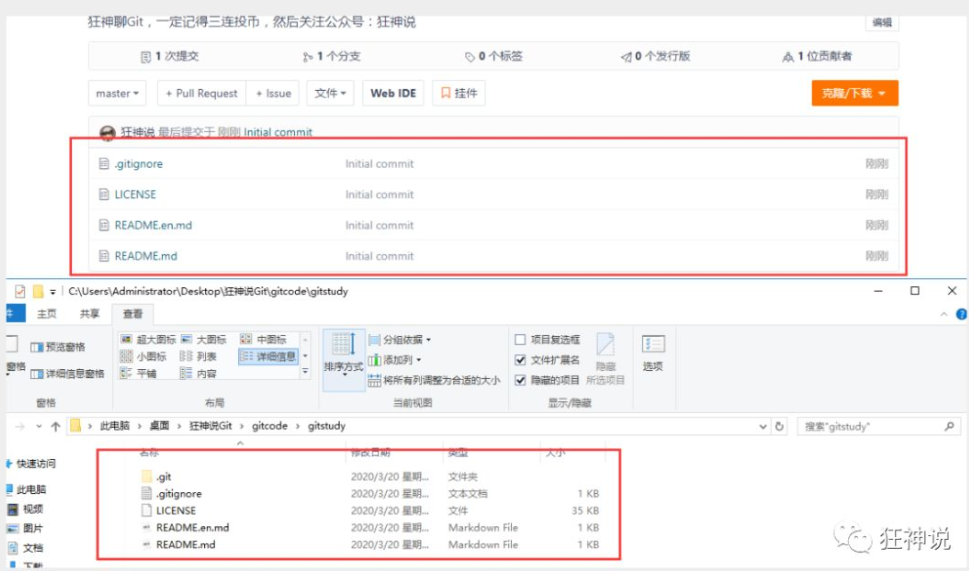 狂神聊Git，一定记得三连投币，然后关注公众号：狂神说
编辑
1 次提交 1 个分支 0 个标签 0 个发行版 1 位贡献者
master + Pull Request + Issue 文件 Web IDE 挂件 克隆/下载
狂神说 最后提交于 刚刚 Initial commit
.gitignore Initial commit 刚刚
LICENSE Initial commit 刚刚
README.en.md Initial commit 刚刚
README.md Initial commit 刚刚
C:\Users\Administrator\Desktop\狂神说Git\gitcode\gitstudy
主页 共享 查看
预览窗格 超大图标 大图标 中图标 分组依据 项目复选框
小图标 列表 详细信息 排序方式 添加列 文件扩展名 隐藏 选项
窗格 详细信息窗格 平铺 内容 将所有列调整为合适的大小 隐藏的项目 所选项目
窗格 布局 当前视图 显示/隐藏
此电脑 桌面 狂神说Git gitcode gitstudy 搜索"gitstudy"
名称 修改日期 类型 大小
快速访问
此电脑
视频
图片
文档
下载
.git 2020/3/20 星期... 文件夹
.gitignore 2020/3/20 星期... 文本文档 1 KB
LICENSE 2020/3/20 星期... 文件 35 KB
README.en.md 2020/3/20 星期... Markdown File 1 KB
README.md 2020/3/20 星期... Markdown File 1 KB
狂神说